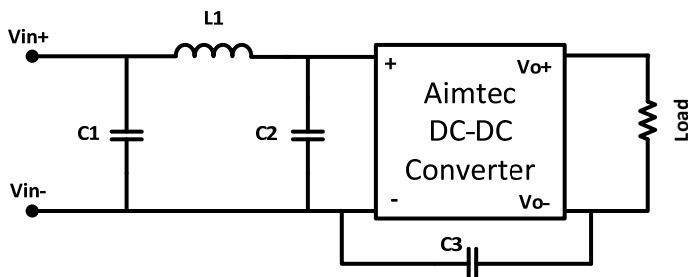 L1
Vin+
C1
C2
+
-
Aimtec
DC-DC
Converter
Vo+
Vo-
Load
Vin-
C3